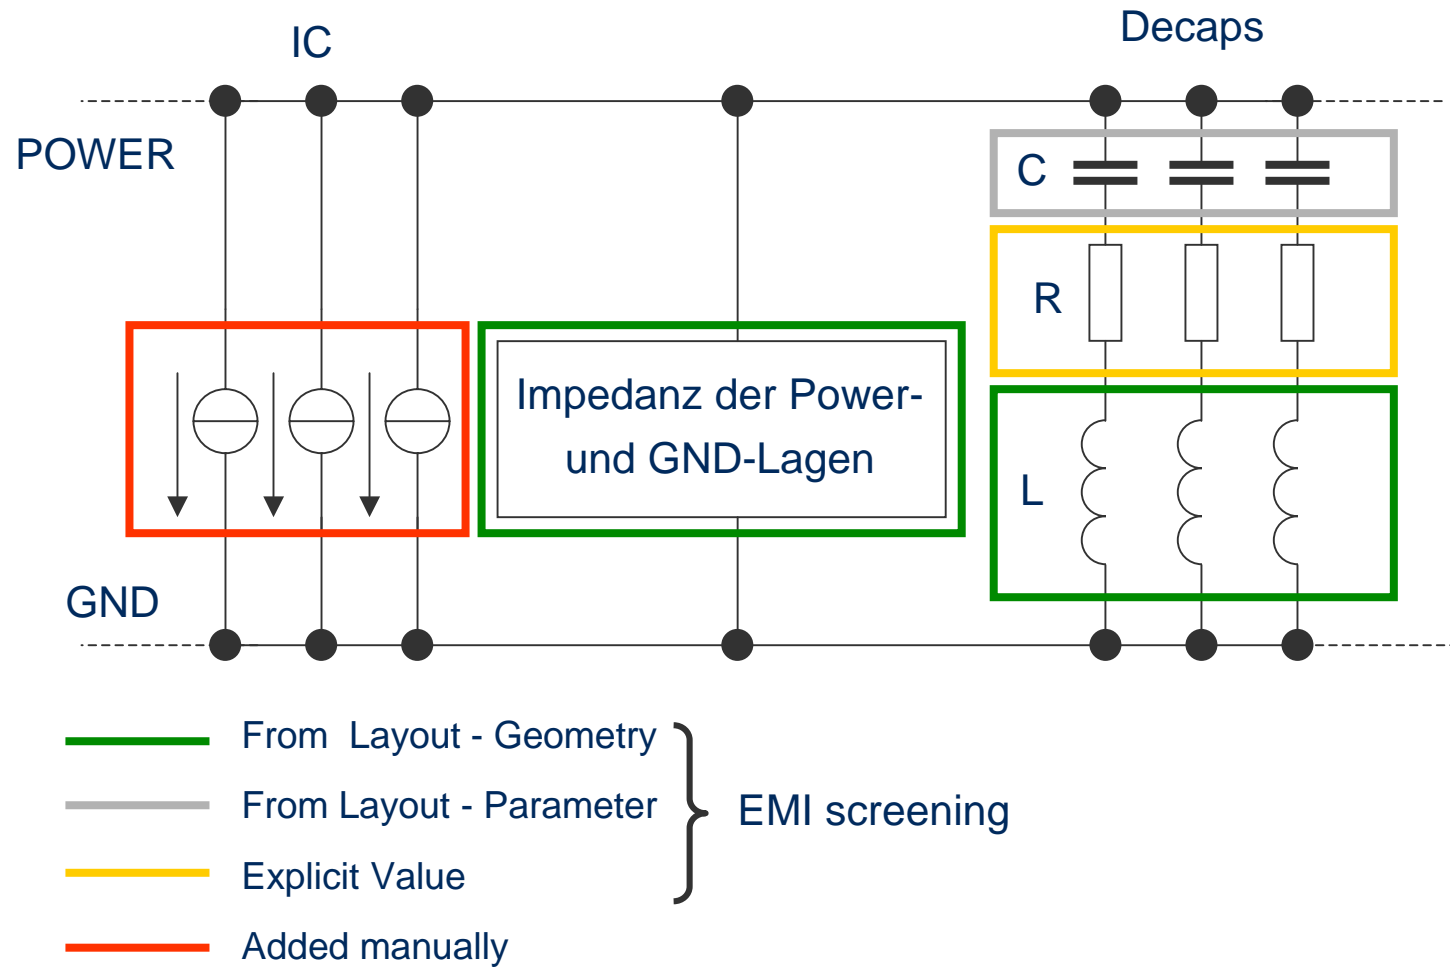 IC
Decaps
POWER
C
R
Impedanz der Power-
und GND-Lagen
L
GND
From Layout - Geometry
From Layout - Parameter
EMI screening
Explicit Value
Added manually